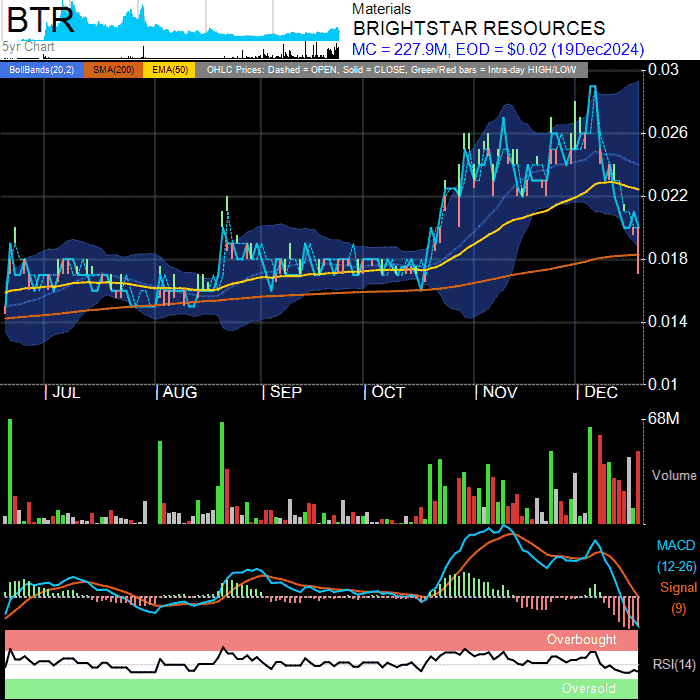 BTR
5yr Chart
Materials
BRIGHTSTAR RESOURCES
MC = 227.9M, EOD = $0.02 (19Dec2024)
BollBands(20,2) SMA(200) EMA(50) OHLC Prices: Dashed = OPEN, Solid = CLOSE, Green/Red bars = Intra-day HIGH/LOW
0.03
0.026
0.022
0.018
0.014
0.01
| JUL | AUG | SEP | OCT | NOV | DEC
68M
Volume
MACD
(12-26)
Signal
(9)
Overbought
RSI(14)
Oversold